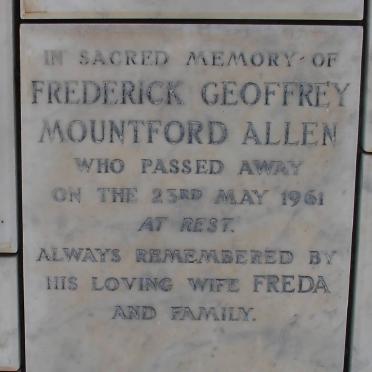 IN SACRED MEMORY OF
FREDERICK GEOFFREY
MOUNTFORD ALLEN
WHO PASSED AWAY
ON THE 23RD MAY 1961
AT REST.
ALWAYS REMEMBERED BY
HIS LOVING WIFE FREDA
AND FAMILY.